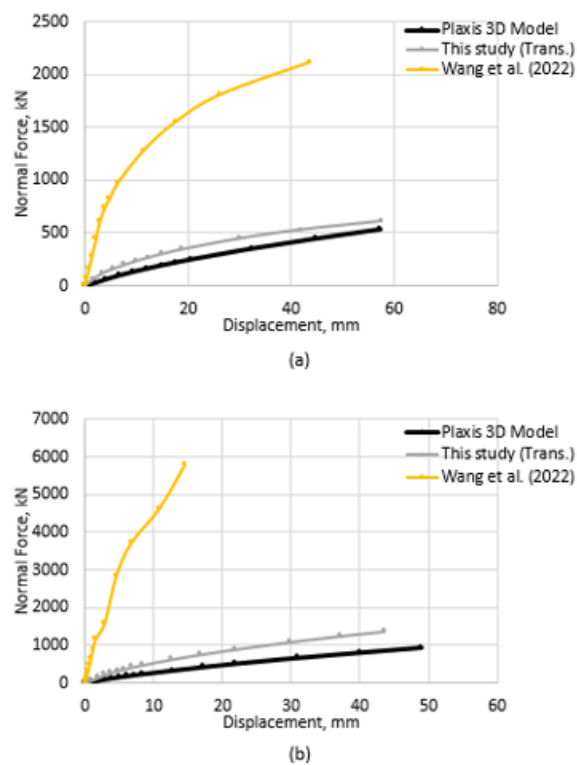 2500
2000
1500
1000
500
0
Normal Force, kN
Plaxis 3D Model
This study (Trans.)
Wang et al. (2022)
0 20 40 60 80
Displacement, mm
(a)
7000
6000
5000
4000
3000
2000
1000
0
Normal Force, kN
Plaxis 3D Model
This study (Trans.)
Wang et al. (2022)
0 10 20 30 40 50 60
Displacement, mm
(b)